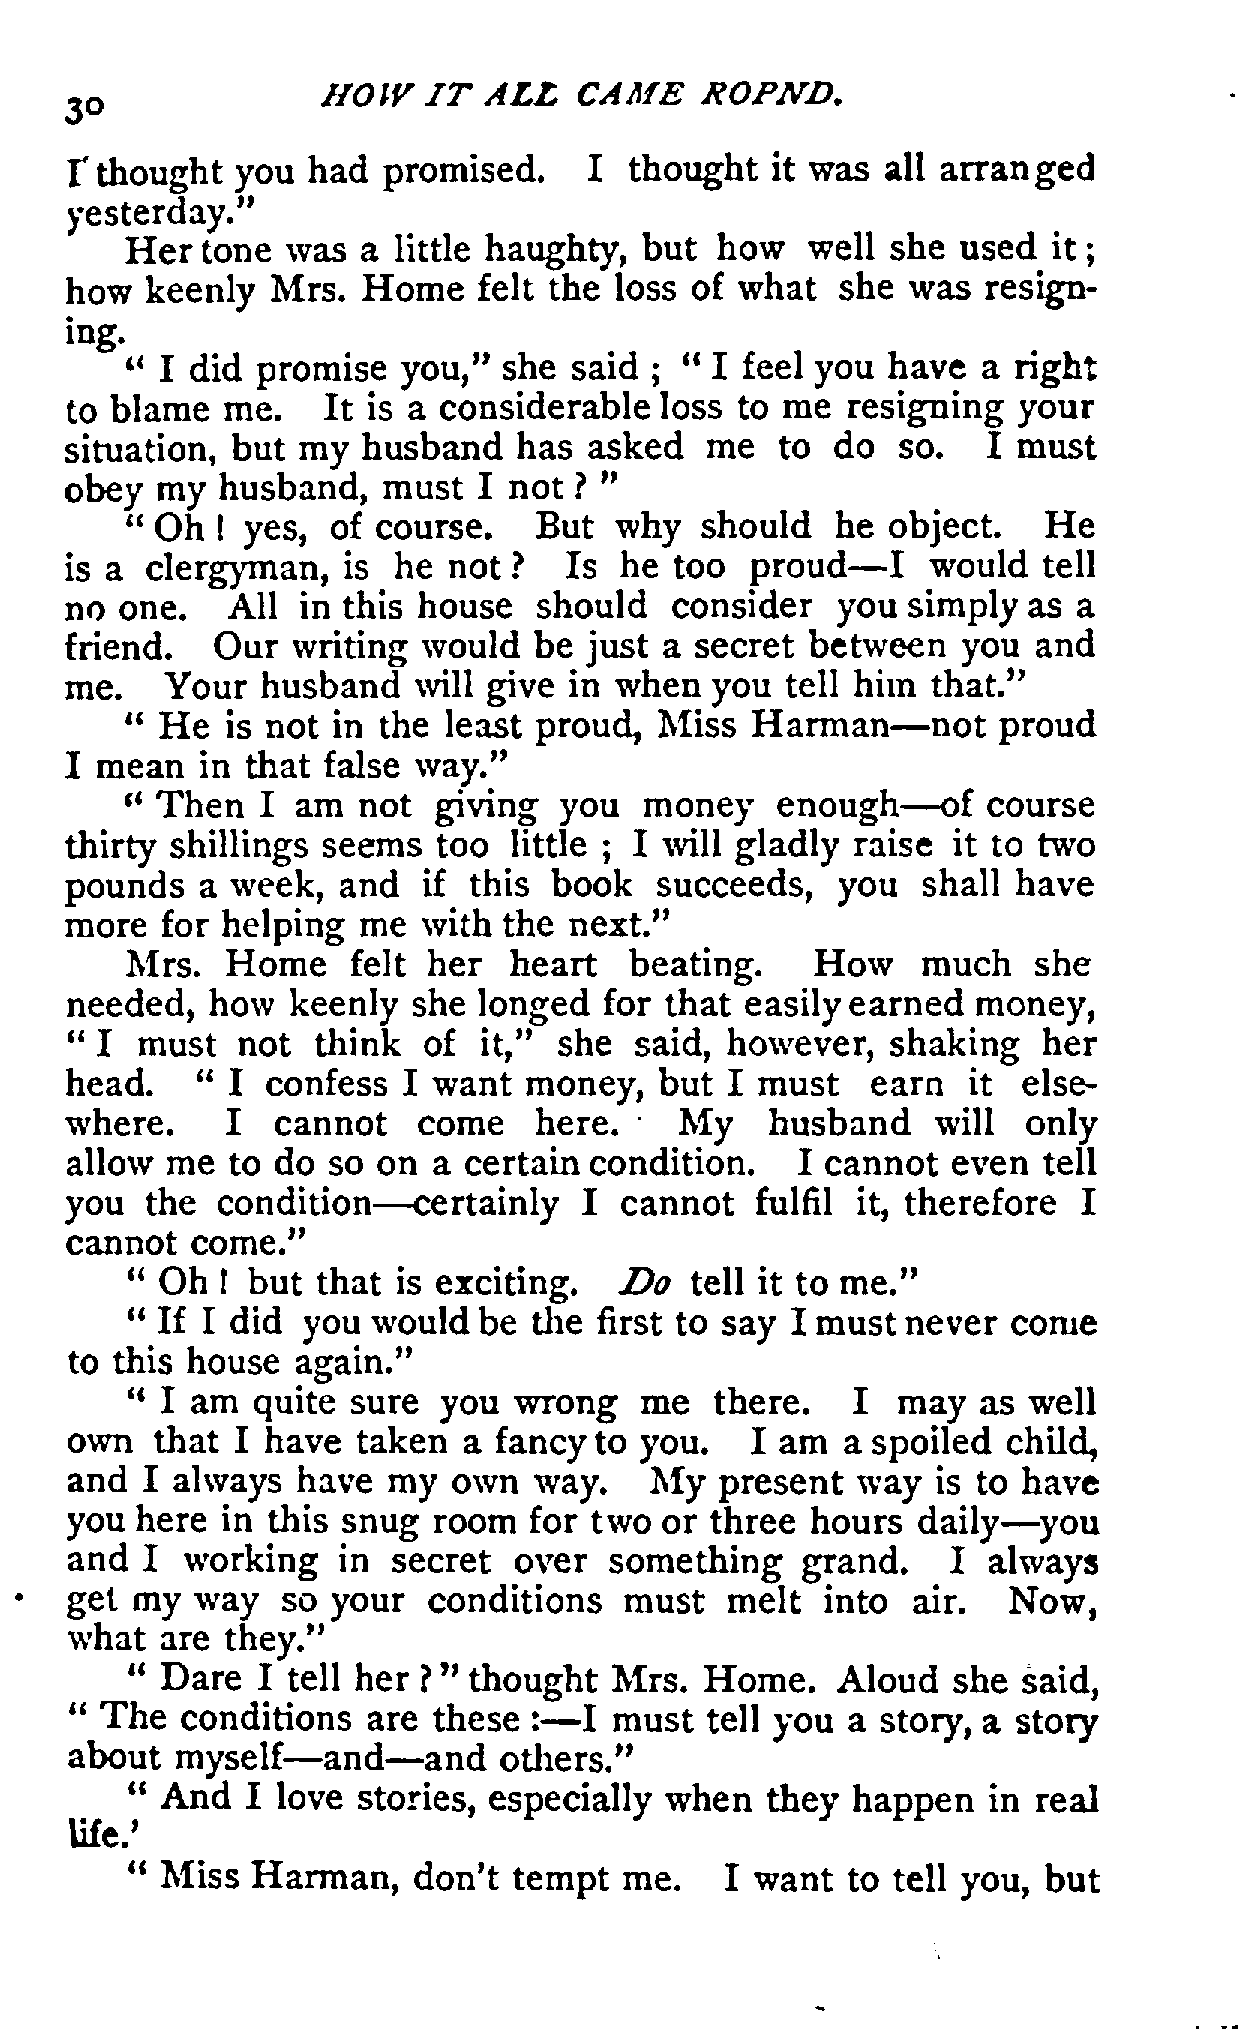 30 HOW IT ALL CAME ROPND.
I thought you had promised. I thought it was all arranged
yesterday."
Her tone was a little haughty, but how well she used it;
how keenly Mrs. Home felt the loss of what she was resign-
ing.
" I did promise you," she said ; " I feel you have a right
to blame me. It is a considerable loss to me resigning your
situation, but my husband has asked me to do so. I must
obey my husband, must I not ? "
" Oh ! yes, of course. But why should he object. He
is a clergyman, is he not ? Is he too proud—I would tell
no one. All in this house should consider you simply as a
friend. Our writing would be just a secret between you and
me. Your husband will give in when you tell him that."
" He is not in the least proud, Miss Harman—not proud
I mean in that false way."
" Then I am not giving you money enough—of course
thirty shillings seems too little ; I will gladly raise it to two
pounds a week, and if this book succeeds, you shall have
more for helping me with the next."
Mrs. Home felt her heart beating. How much she
needed, how keenly she longed for that easily earned money,
" I must not think of it," she said, however, shaking her
head. " I confess I want money, but I must earn it else-
where. I cannot come here. My husband will only
allow me to do so on a certain condition. I cannot even tell
you the condition—certainly I cannot fulfil it, therefore I
cannot come."
" Oh ! but that is exciting. Do tell it to me."
" If I did you would be the first to say I must never come
to this house again."
" I am quite sure you wrong me there. I may as well
own that I have taken a fancy to you. I am a spoiled child,
and I always have my own way. My present way is to have
you here in this snug room for two or three hours daily—you
and I working in secret over something grand. I always
get my way so your conditions must melt into air. Now,
what are they."
" Dare I tell her ? " thought Mrs. Home. Aloud she said,
" The conditions are these :—I must tell you a story, a story
about myself—and—and others."
" And I love stories, especially when they happen in real
life.'
" Miss Harman, don't tempt me. I want to tell you, but